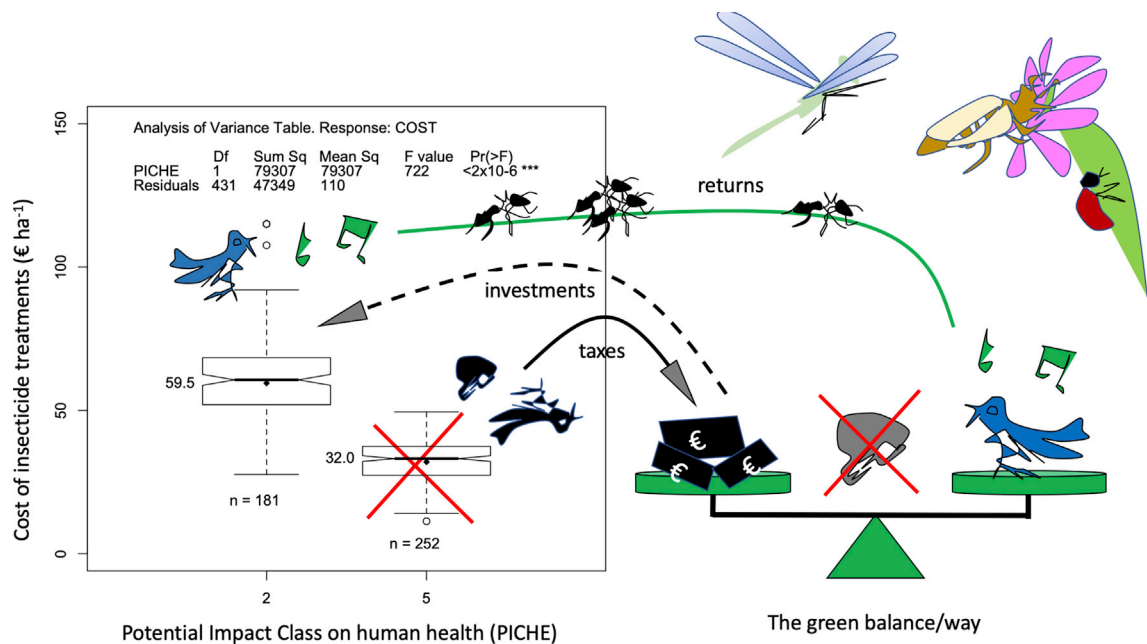 Analysis of Variance Table. Response: COST
Df Sum Sq Mean Sq F value Pr(>F)
PICHE 1 79307 79307 722 <2x10-6 ***
Residuals 431 47349 110
returns
investments
taxes
Cost of insecticide treatments (€ ha⁻¹)
150
100
50
0
59.5
n = 181
32.0
n = 252
2
5
Potential Impact Class on human health (PICHE)
€
€
€
The green balance/way